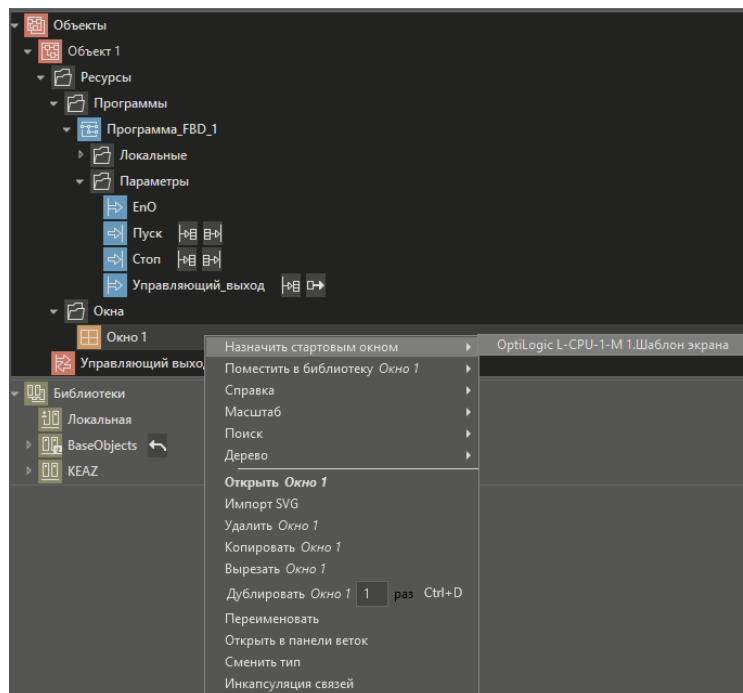 Объекты
Объект 1
Ресурсы
Программы
Программа_FBD_1
Локальные
Параметры
EnO
Пуск
Стоп
Управляющий_выход
Окна
Окно 1
Управляющий выхо
Назначить стартовым окном
OptiLogic L-CPU-1-M 1.Шаблон экрана
Поместить в библиотеку Окно 1
Справка
Масштаб
Поиск
Дерево
Библиотеки
Локальная
BaseObjects
KEAZ
Открыть Окно 1
Импорт SVG
Удалить Окно 1
Копировать Окно 1
Вырезать Окно 1
Дублировать Окно 1 1 раз Ctrl+D
Переименовать
Открыть в панели веток
Сменить тип
Инкапсуляция связей